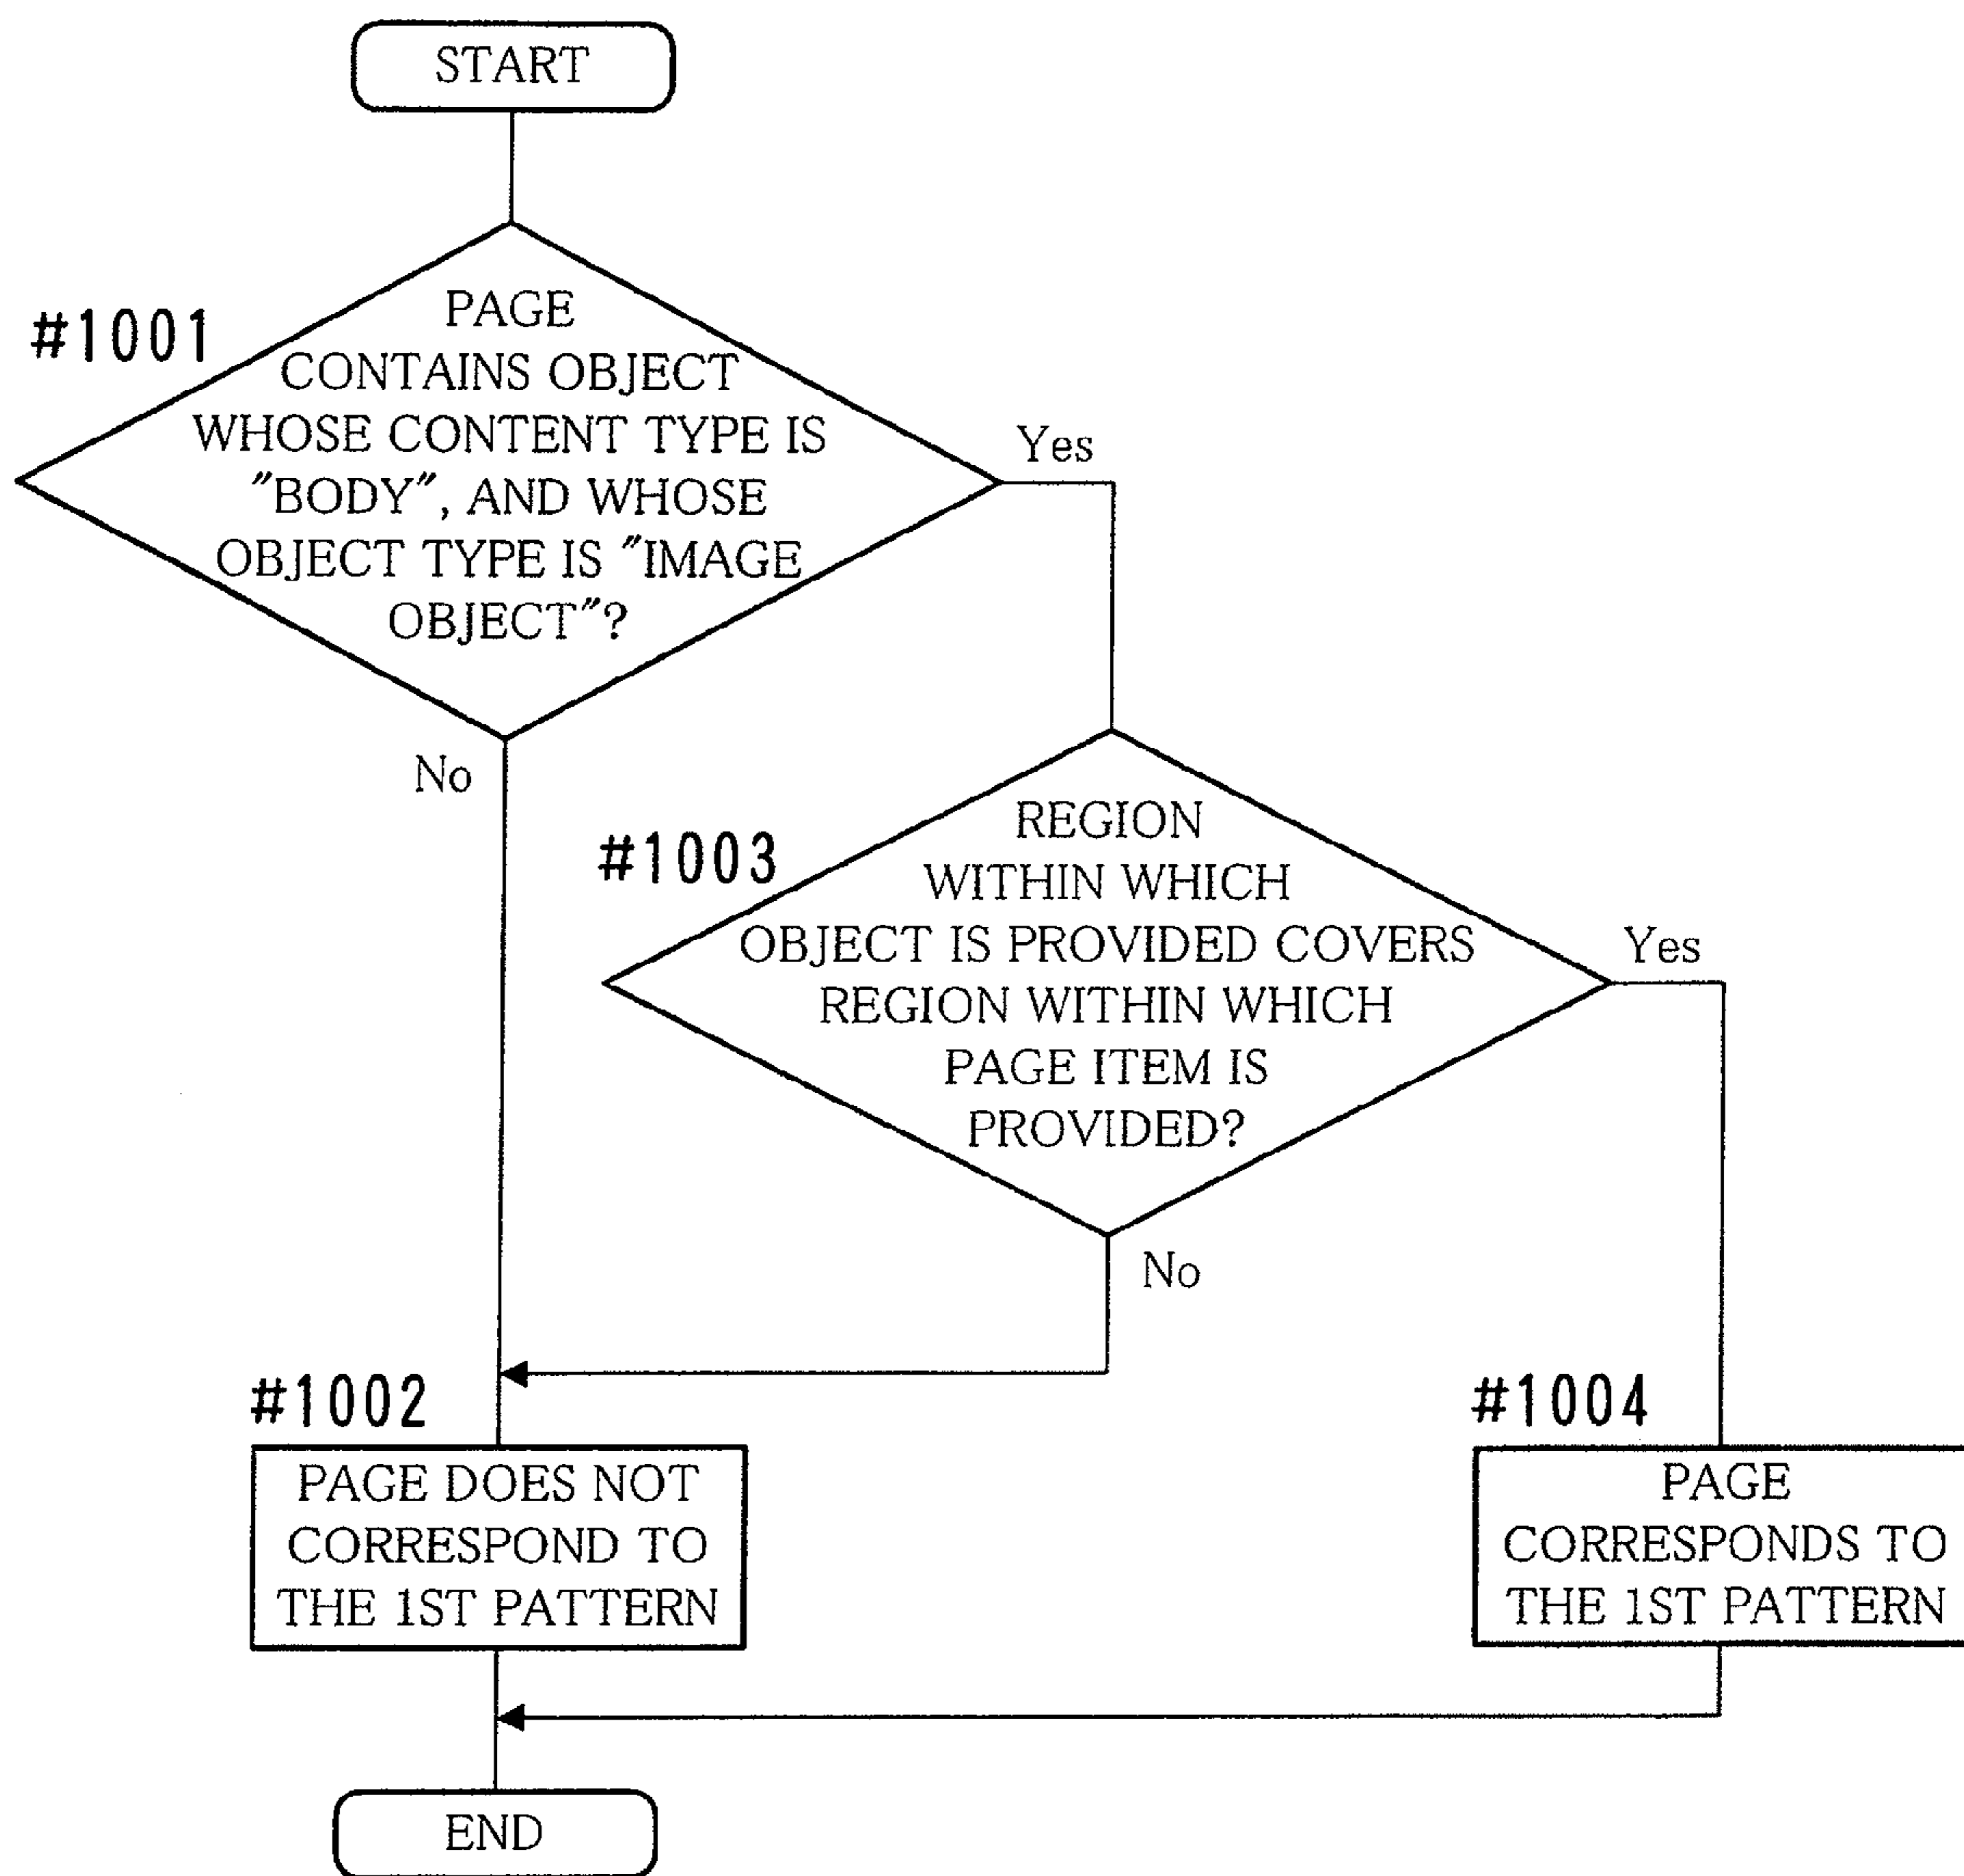 START
#1001
PAGE
CONTAINS OBJECT
WHOSE CONTENT TYPE IS
"BODY", AND WHOSE
OBJECT TYPE IS "IMAGE
OBJECT"?
Yes
No
#1003
REGION
WITHIN WHICH
OBJECT IS PROVIDED COVERS
REGION WITHIN WHICH
PAGE ITEM IS
PROVIDED?
Yes
No
#1002
PAGE DOES NOT
CORRESPOND TO
THE 1ST PATTERN
#1004
PAGE
CORRESPONDS TO
THE 1ST PATTERN
END